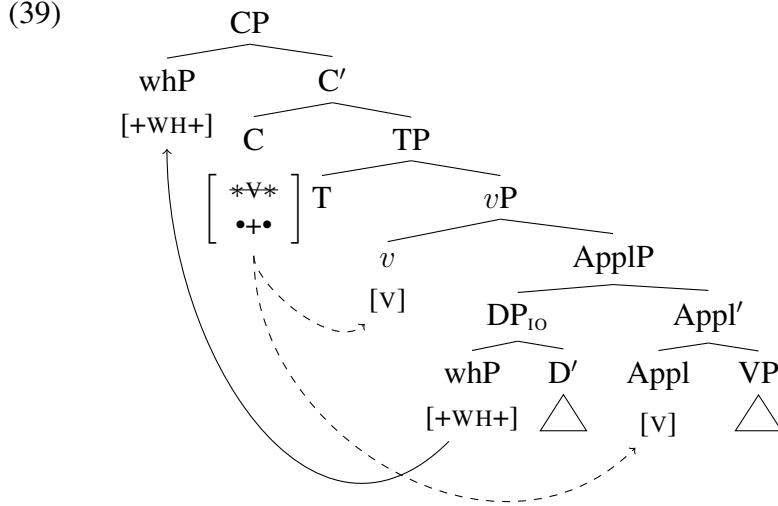 (39)
CP
whP C′
[+WH+]
C TP
*V*
•+•
T vP
v ApplP
[V]
DP_IO Appl′
whP D′ Appl VP
[+WH+] [V]